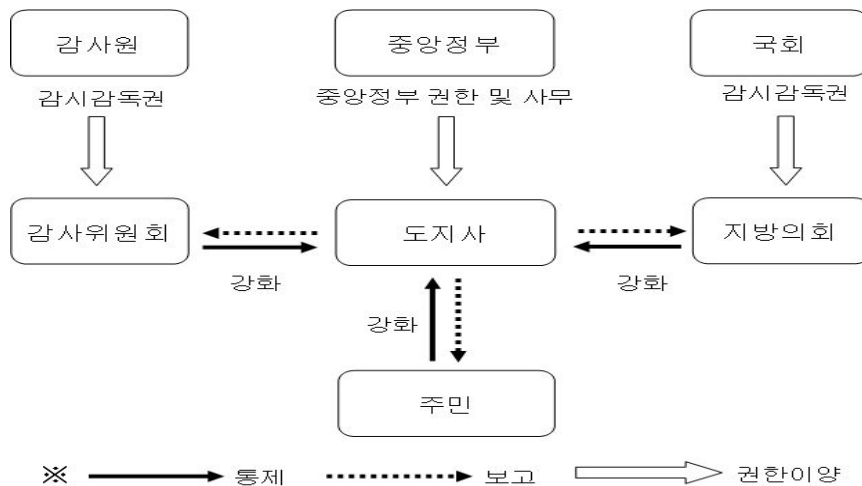 감사원 중앙정부 국회
감시감독권 중앙정부 권한 및 사무 감시감독권
감사위원회 도지사 지방의회
강화 강화
강화
주민
※ 통제 보고 권한이양